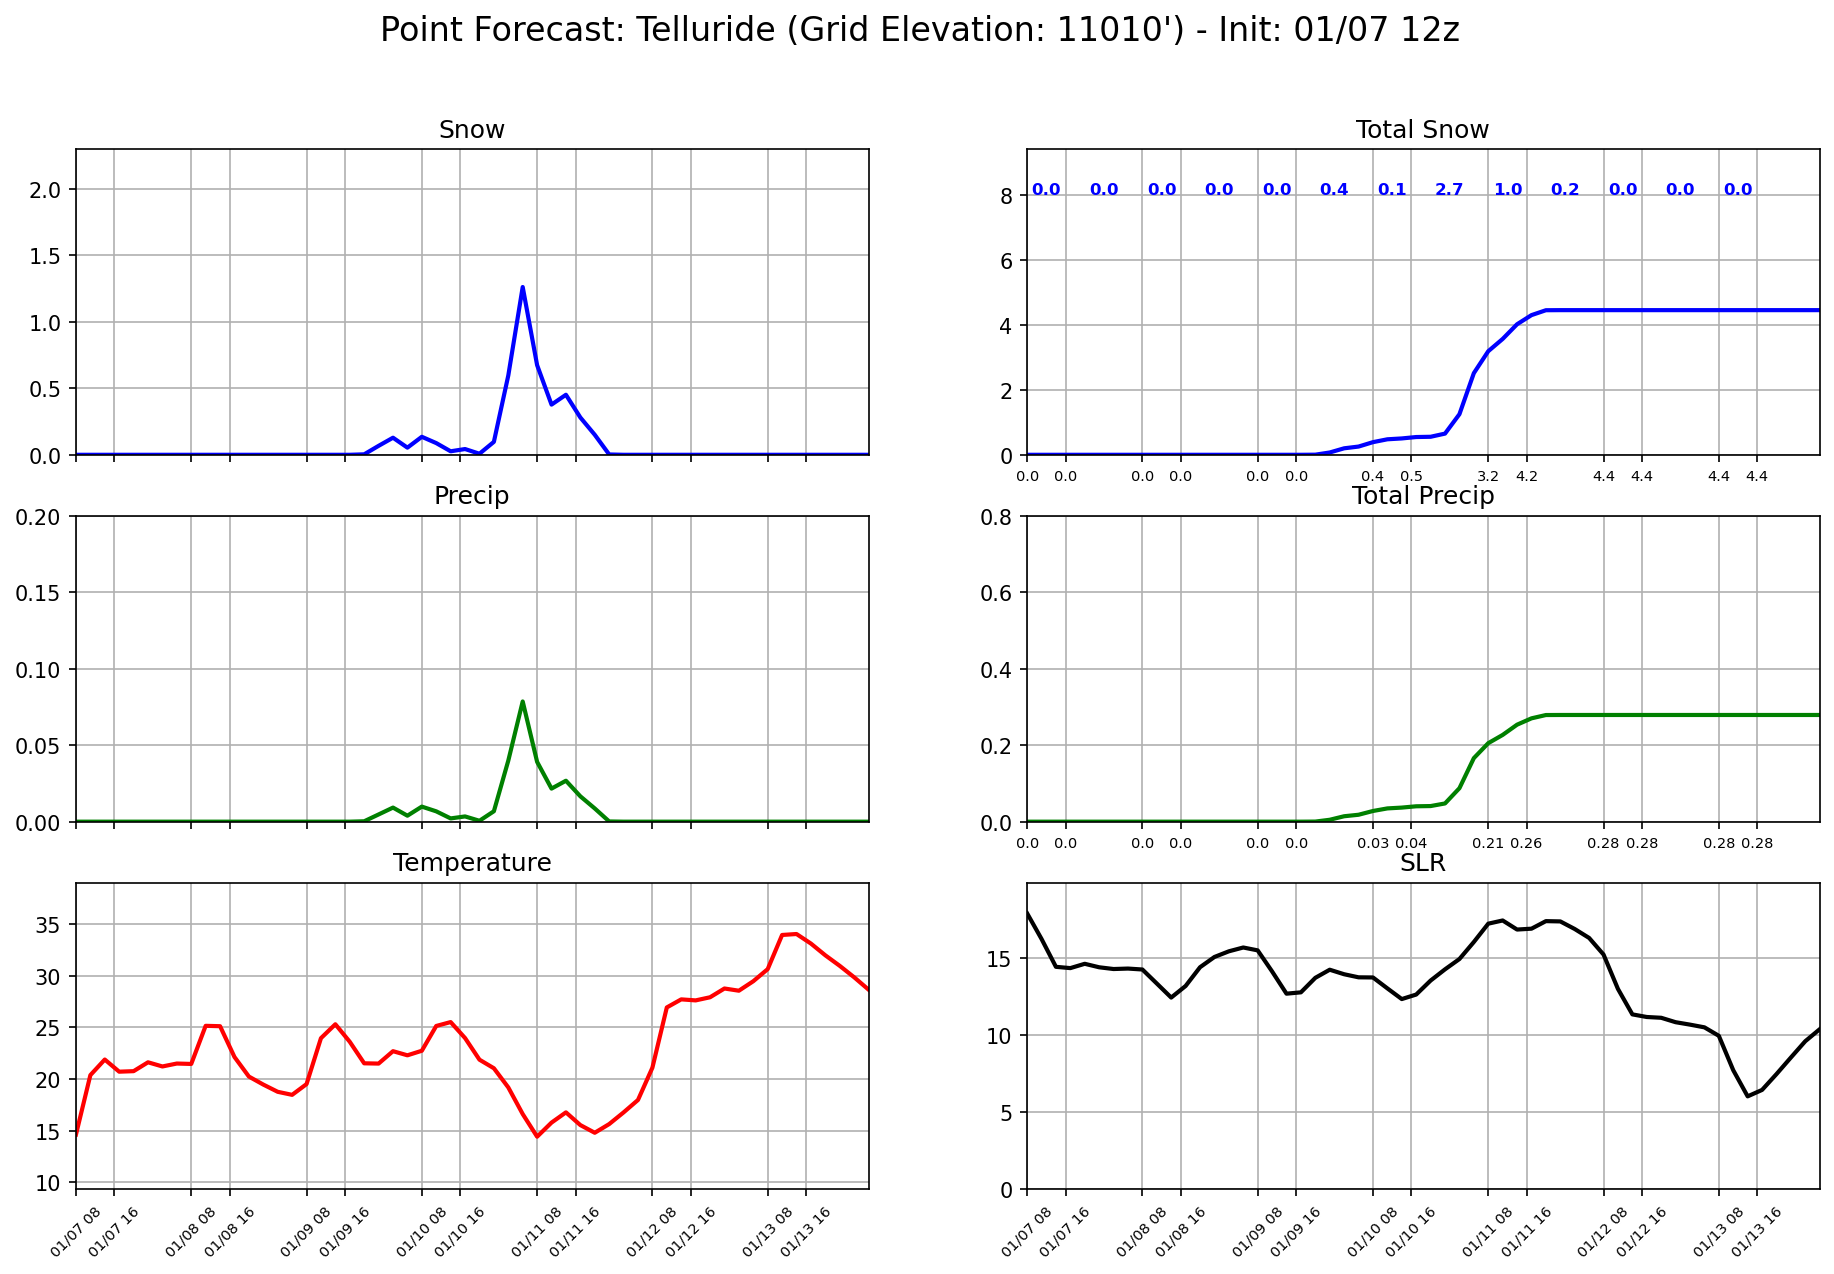 Point Forecast: Telluride (Grid Elevation: 11010') - Init: 01/07 12z
Snow
2.0
1.5
1.0
0.5
0.0
Total Snow
0.0 0.0 0.0 0.0 0.0 0.4 0.1 2.7 1.0 0.2 0.0 0.0 0.0
8
6
4
2
0
0.0 0.0 0.0 0.0 0.0 0.0 0.4 0.5 3.2 4.2 4.4 4.4 4.4 4.4
Precip
0.20
0.15
0.10
0.05
0.00
Total Precip
0.8
0.6
0.4
0.2
0.0
0.0 0.0 0.0 0.0 0.0 0.0 0.03 0.04 0.21 0.26 0.28 0.28 0.28 0.28
Temperature
35
30
25
20
15
10
01/07 08 01/07 16 01/08 08 01/08 16 01/09 08 01/09 16 01/10 08 01/10 16 01/11 08 01/11 16 01/12 08 01/12 16 01/13 08 01/13 16
SLR
15
10
5
0
01/07 08 01/07 16 01/08 08 01/08 16 01/09 08 01/09 16 01/10 08 01/10 16 01/11 08 01/11 16 01/12 08 01/12 16 01/13 08 01/13 16